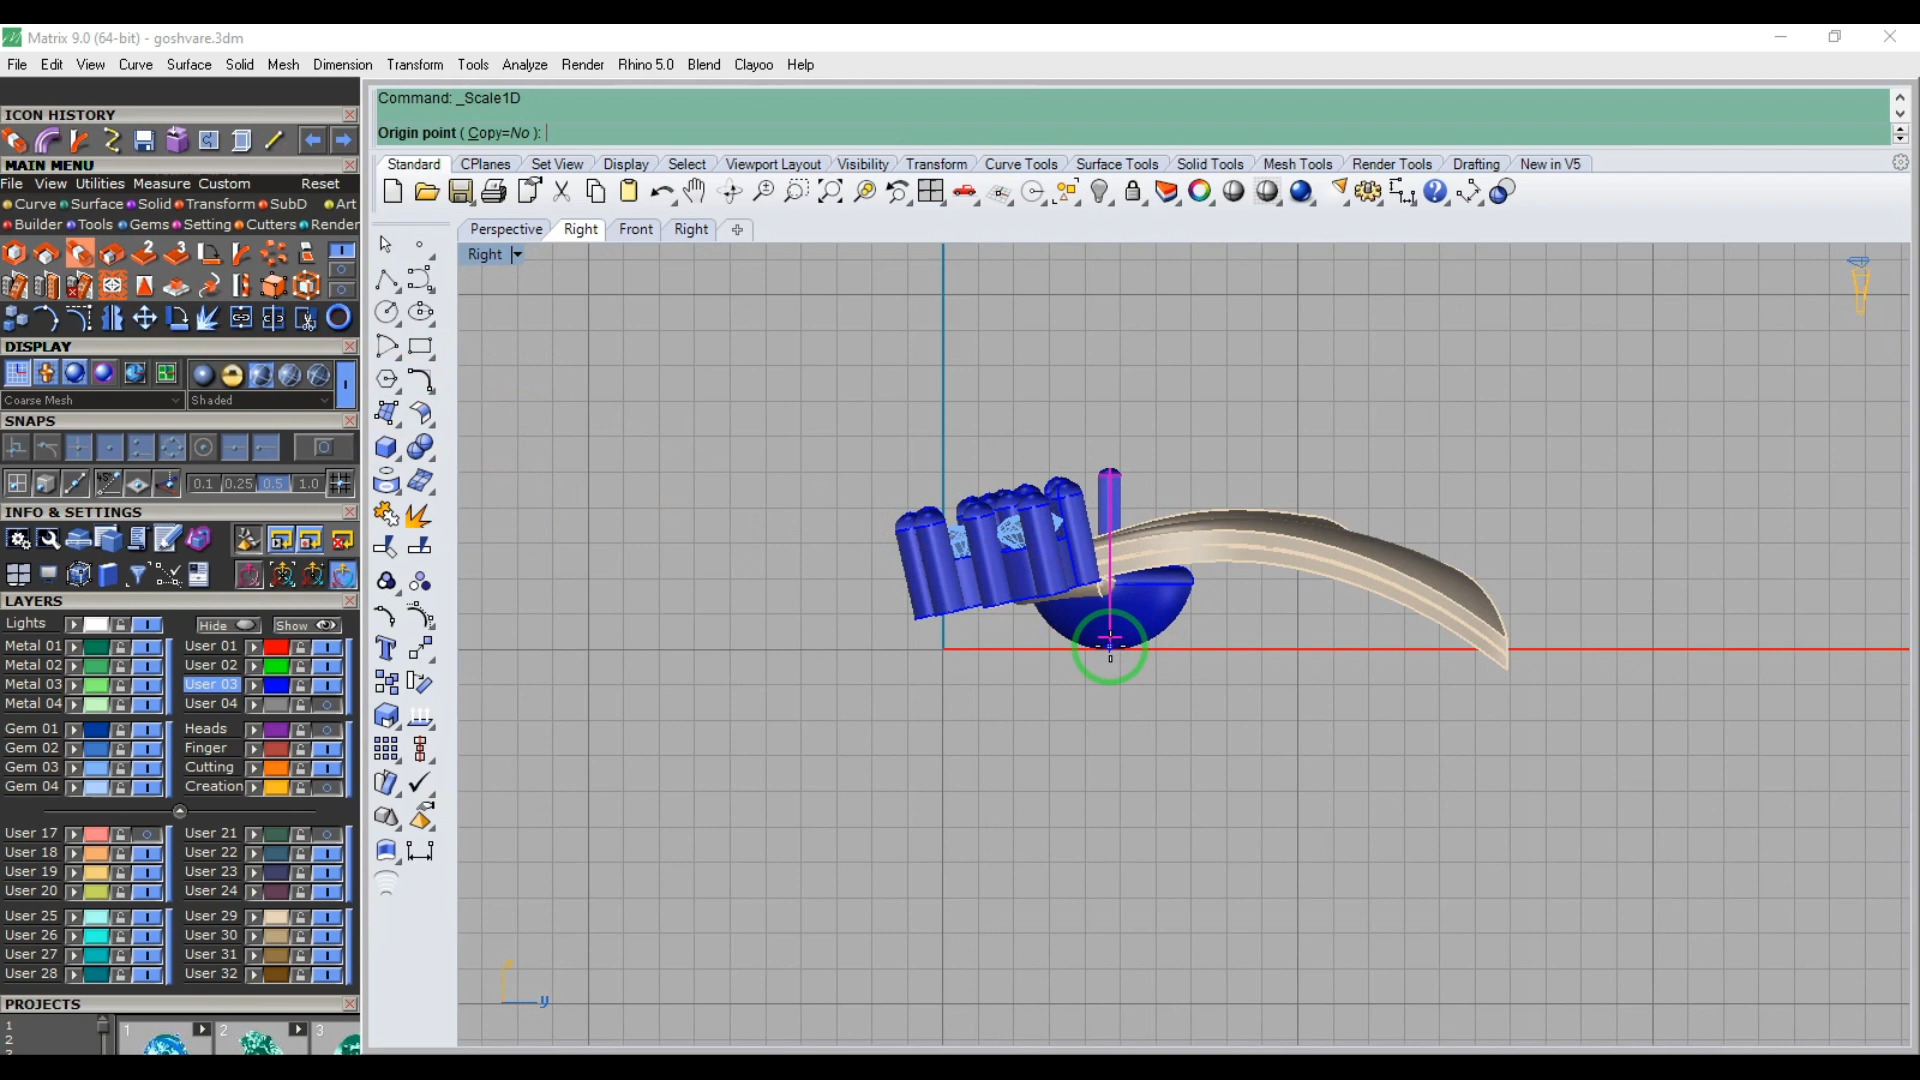 Matrix 9.0 (64-bit) - goshvare.3dm
File Edit View Curve Surface Solid Mesh Dimension Transform Tools Analyze Render Rhino 5.0 Blend Clayoo Help
ICON HISTORY
Command: _Scale1D
Origin point ( Copy=No ):
MAIN MENU
File View Utilities Measure Custom Reset
Curve Surface Solid Transform SubD Art
Builder Tools Gems Setting Cutters Render
Standard CPlanes Set View Display Select Viewport Layout Visibility Transform Curve Tools Surface Tools Solid Tools Mesh Tools Render Tools Drafting New in V5
Perspective Right Front Right
Right
2 3
DISPLAY
Coarse Mesh Shaded
SNAPS
45°
0.1 0.25 0.5 1.0
INFO & SETTINGS
LAYERS
Lights Hide Show
Metal 01 User 01
Metal 02 User 02
Metal 03 User 03
Metal 04 User 04
Gem 01 Heads
Gem 02 Finger
Gem 03 Cutting
Gem 04 Creation
User 17 User 21
User 18 User 22
User 19 User 23
User 20 User 24
User 25 User 29
User 26 User 30
User 27 User 31
User 28 User 32
y
PROJECTS
1 1 2 3
2